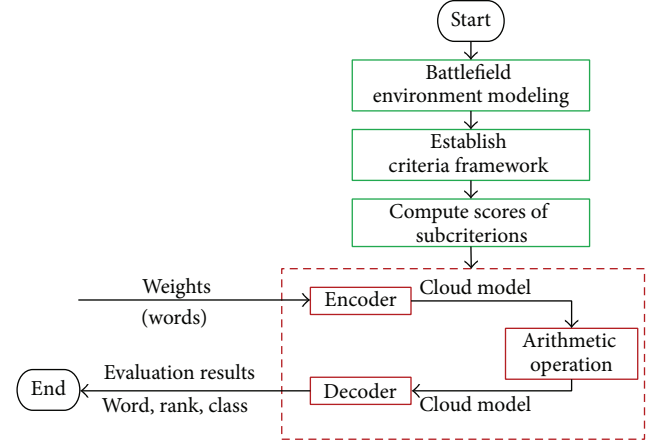 Start
Battlefield
environment modeling
Establish
criteria framework
Compute scores of
subcriterions
Weights
(words)
Encoder
Cloud model
Arithmetic
operation
End
Evaluation results
Word, rank, class
Decoder
Cloud model